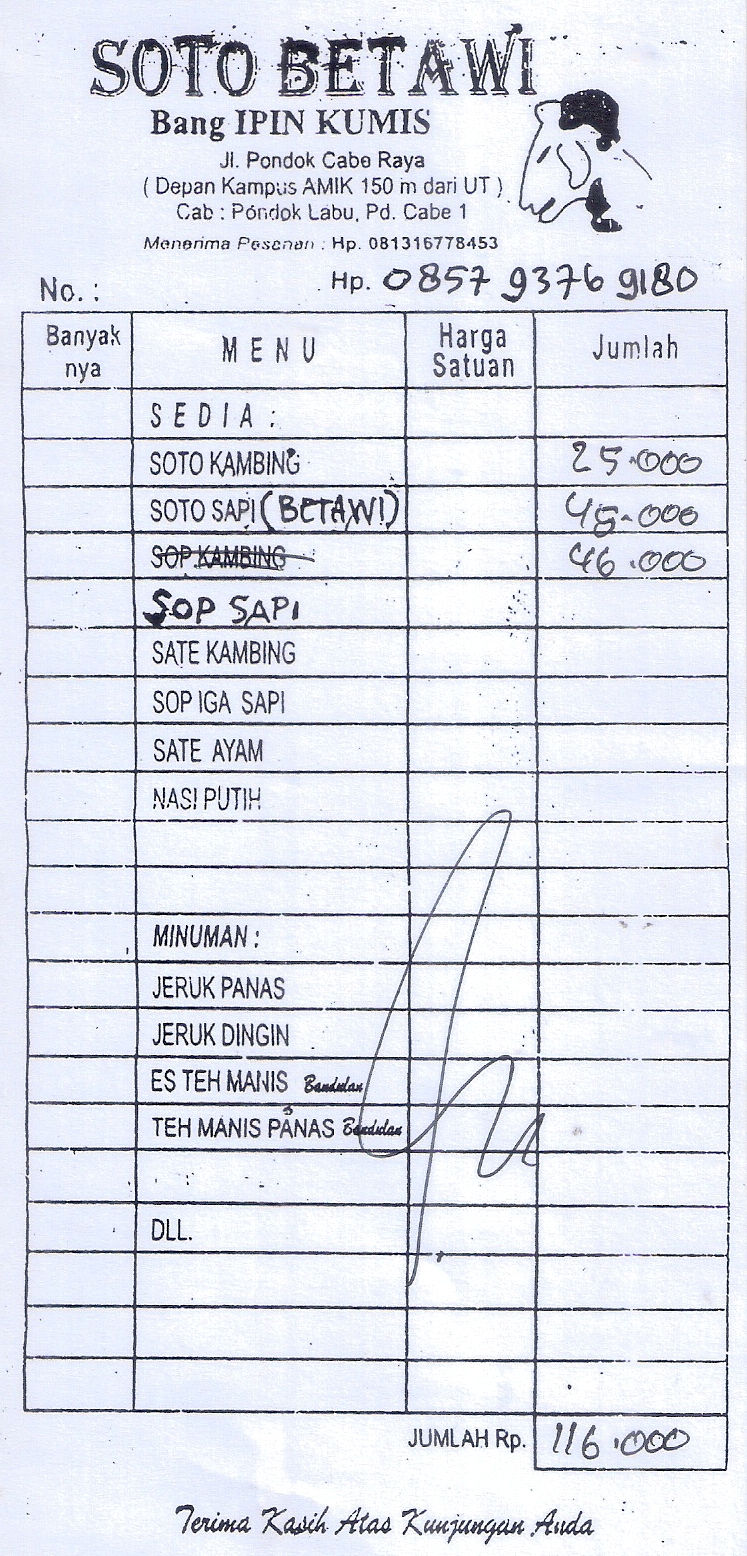 SOTO BETAWI
Bang IPIN KUMIS
Jl. Pondok Cabe Raya
( Depan Kampus AMIK 150 m dari UT )
Cab : Pondok Labu, Pd. Cabe 1
Menerima Pesanan : Hp. 081316778453
Hp. 0857 9376 9180
No. :
Banyak nya MENU Harga Satuan Jumlah
SEDIA :
SOTO KAMBING 25.000
SOTO SAPI (BETAWI) 45.000
SOP KAMBING 46.000
SOP SAPI
SATE KAMBING
SOP IGA SAPI
SATE AYAM
NASI PUTIH
MINUMAN :
JERUK PANAS
JERUK DINGIN
ES TEH MANIS Bandulan
TEH MANIS PANAS Bandulan
DLL.
JUMLAH Rp. 116.000
Terima Kasih Atas Kunjungan Anda